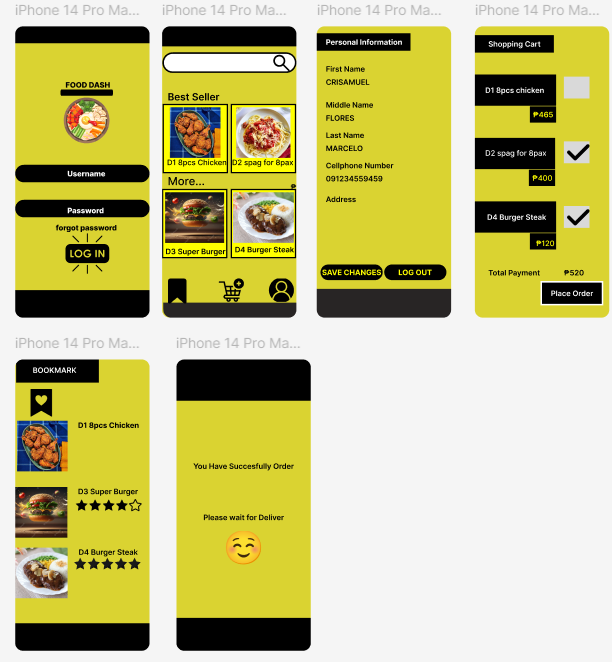 iPhone 14 Pro Ma...
FOOD DASH
Username
Password
forgot password
LOG IN
iPhone 14 Pro Ma...
Best Seller
D1 8pcs Chicken
D2 spag for 8pax
More...
D3 Super Burger
D4 Burger Steak
iPhone 14 Pro Ma...
Personal Information
First Name
CRISAMUEL
Middle Name
FLORES
Last Name
MARCELO
Cellphone Number
091234559459
Address
SAVE CHANGES
LOG OUT
iPhone 14 Pro Ma...
Shopping Cart
D1 8pcs chicken
₱465
D2 spag for 8pax
₱400
D4 Burger Steak
₱120
Total Payment ₱520
Place Order
iPhone 14 Pro Ma...
BOOKMARK
D1 8pcs Chicken
D3 Super Burger
D4 Burger Steak
iPhone 14 Pro Ma...
You Have Succesfully Order
Please wait for Deliver